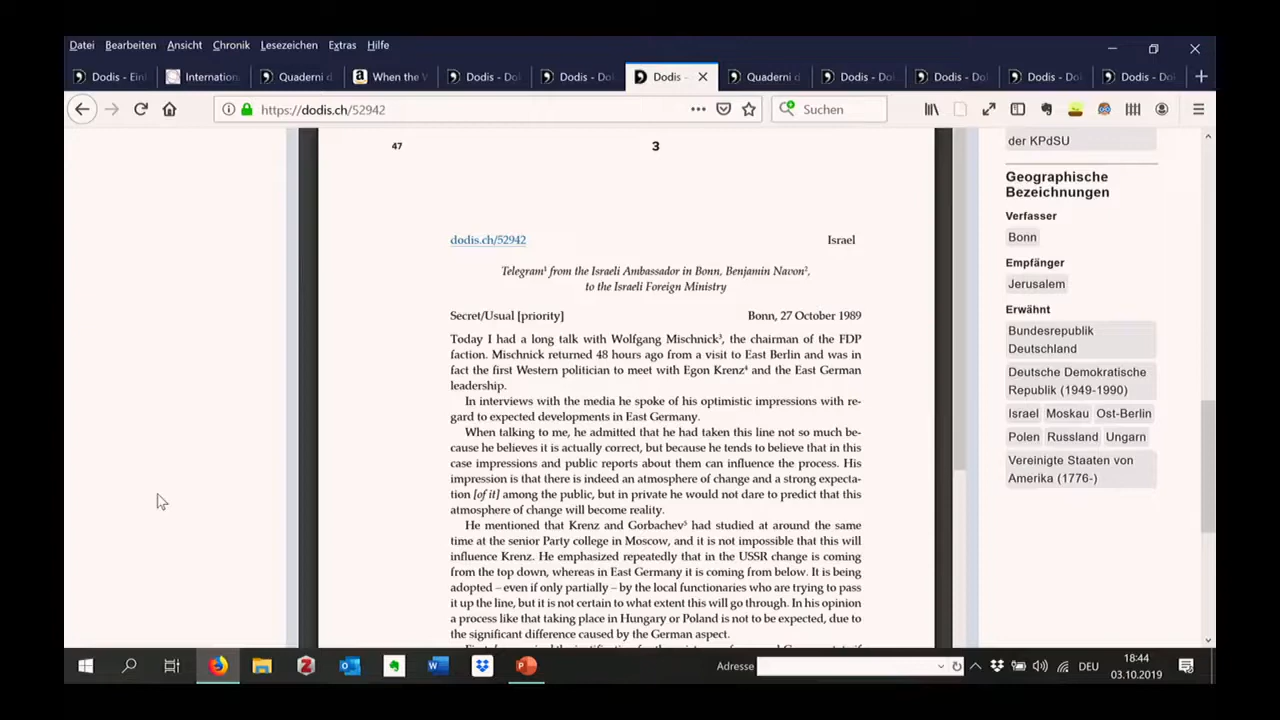 Datei Bearbeiten Ansicht Chronik Lesezeichen Extras Hilfe
Dodis - Ein Internation Quaderni d When the V Dodis - Do Dodis - Do Dodis - Quaderni d Dodis - Do Dodis - Do Dodis - Do Dodis - Do
https://dodis.ch/52942
Suchen
47
3
dodis.ch/52942
Israel
Telegram¹ from the Israeli Ambassador in Bonn, Benjamin Navon²,
to the Israeli Foreign Ministry
Secret/Usual [priority]
Bonn, 27 October 1989
Today I had a long talk with Wolfgang Mischnick³, the chairman of the FDP
faction. Mischnick returned 48 hours ago from a visit to East Berlin and was in
fact the first Western politician to meet with Egon Krenz⁴ and the East German
leadership.
In interviews with the media he spoke of his optimistic impressions with re-
gard to expected developments in East Germany.
When talking to me, he admitted that he had taken this line not so much be-
cause he believes it is actually correct, but because he tends to believe that in this
case impressions and public reports about them can influence the process. His
impression is that there is indeed an atmosphere of change and a strong expecta-
tion [of it] among the public, but in private he would not dare to predict that this
atmosphere of change will become reality.
He mentioned that Krenz and Gorbachev⁵ had studied at around the same
time at the senior Party college in Moscow, and it is not impossible that this will
influence Krenz. He emphasized repeatedly that in the USSR change is coming
from the top down, whereas in East Germany it is coming from below. It is being
adopted – even if only partially – by the local functionaries who are trying to pass
it up the line, but it is not certain to what extent this will go through. In his opinion
a process like that taking place in Hungary or Poland is not to be expected, due to
the significant difference caused by the German aspect.
der KPdSU
Geographische
Bezeichnungen
Verfasser
Bonn
Empfänger
Jerusalem
Erwähnt
Bundesrepublik
Deutschland
Deutsche Demokratische
Republik (1949-1990)
Israel Moskau Ost-Berlin
Polen Russland Ungarn
Vereinigte Staaten von
Amerika (1776-)
Adresse
DEU
18:44
03.10.2019